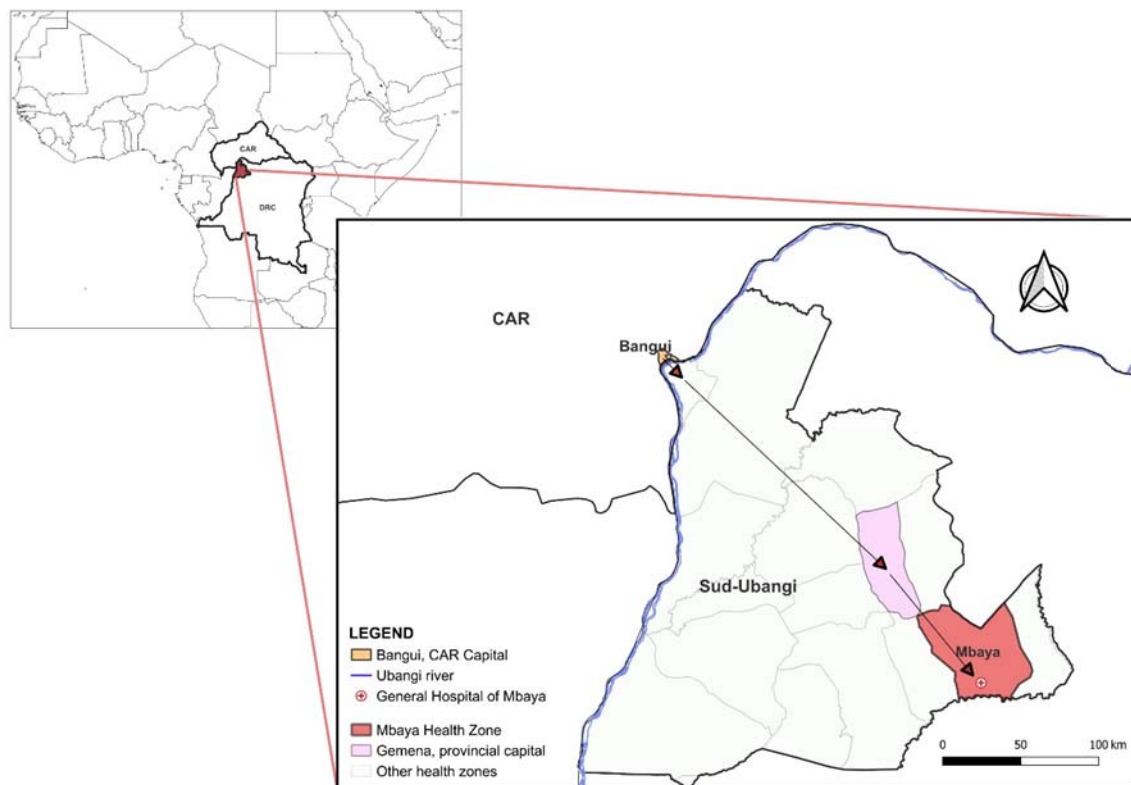 CAR
DRC
CAR
Bangui
Sud-Ubangi
Mbaya
LEGEND
Bangui, CAR Capital
Ubangi river
General Hospital of Mbaya
Mbaya Health Zone
Gemena, provincial capital
Other health zones
0 50 100 km